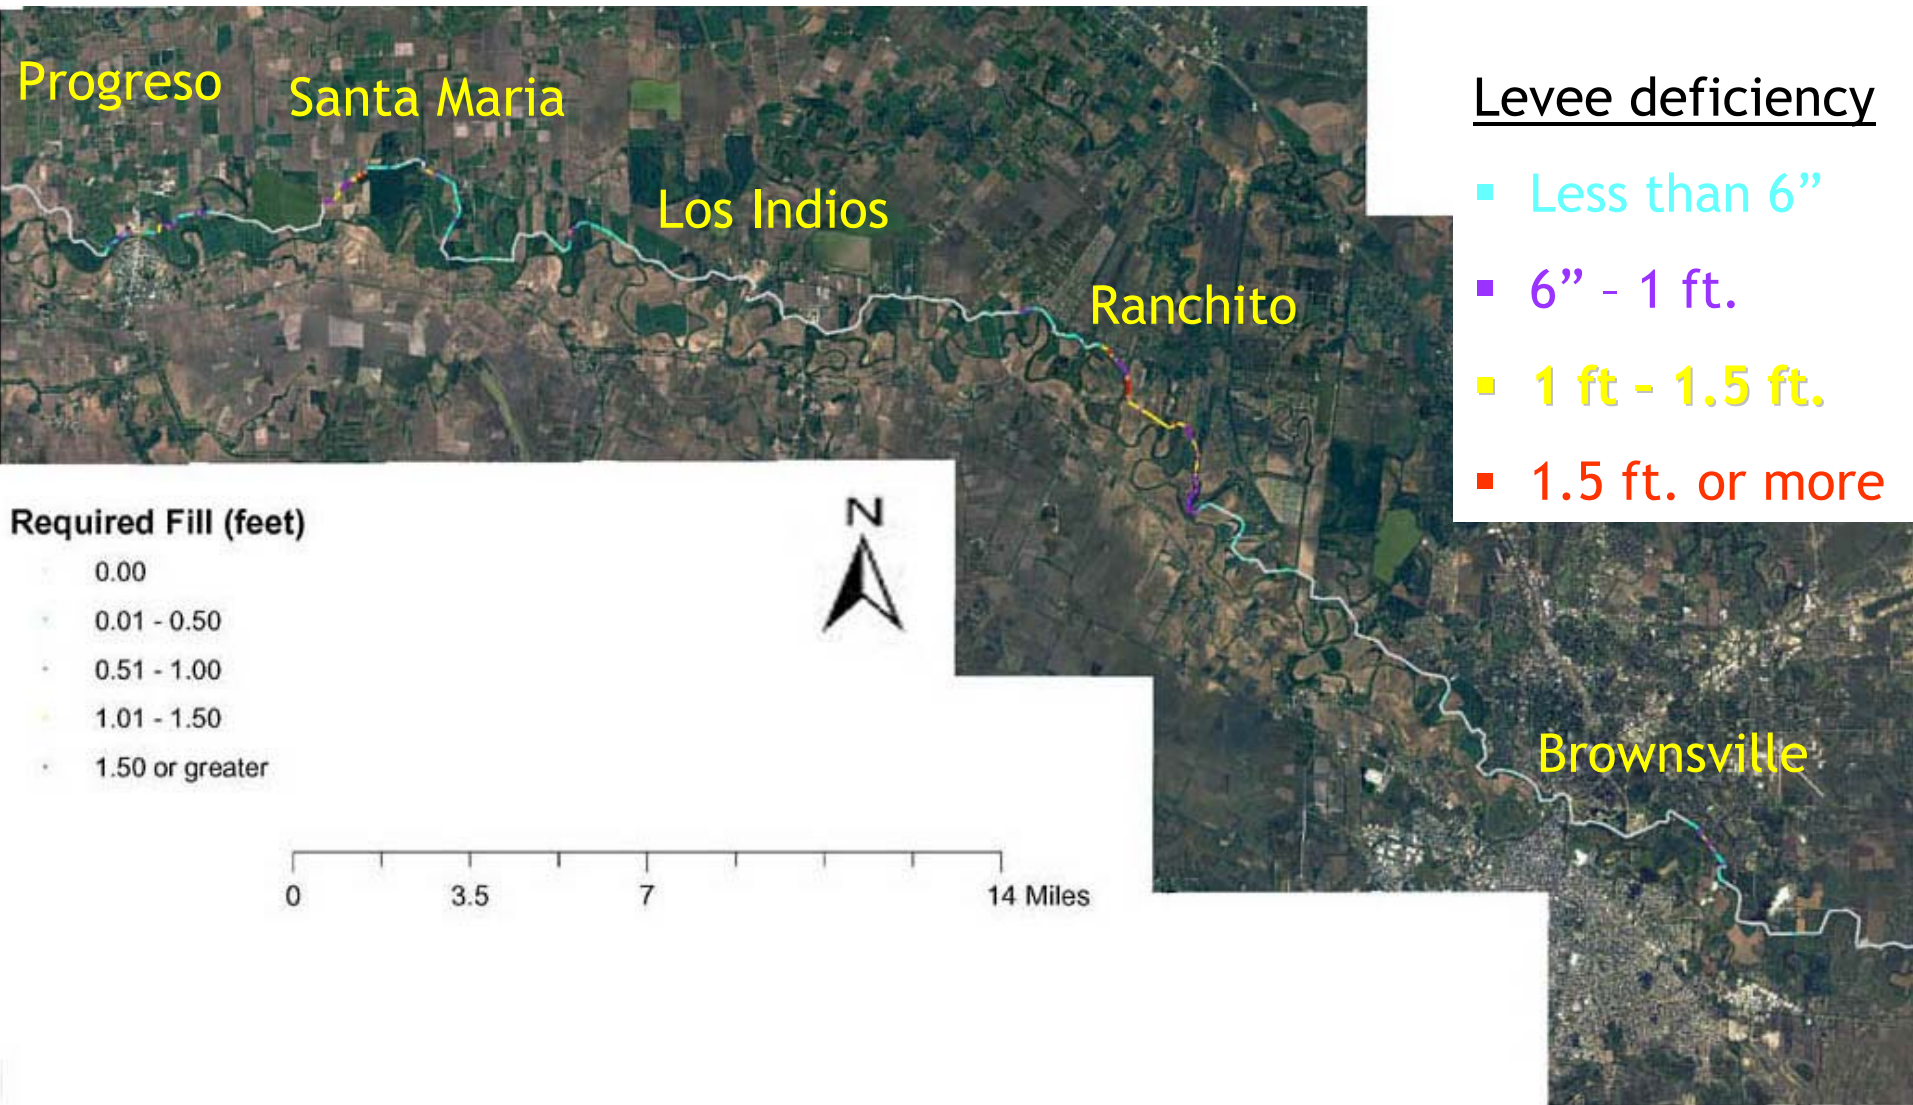 Progreso
Santa Maria
Los Indios
Ranchito
Brownsville
Levee deficiency
▪ Less than 6”
▪ 6” – 1 ft.
▪ 1 ft – 1.5 ft.
▪ 1.5 ft. or more
Required Fill (feet)
0.00
0.01 - 0.50
0.51 - 1.00
1.01 - 1.50
1.50 or greater
N
0 3.5 7 14 Miles